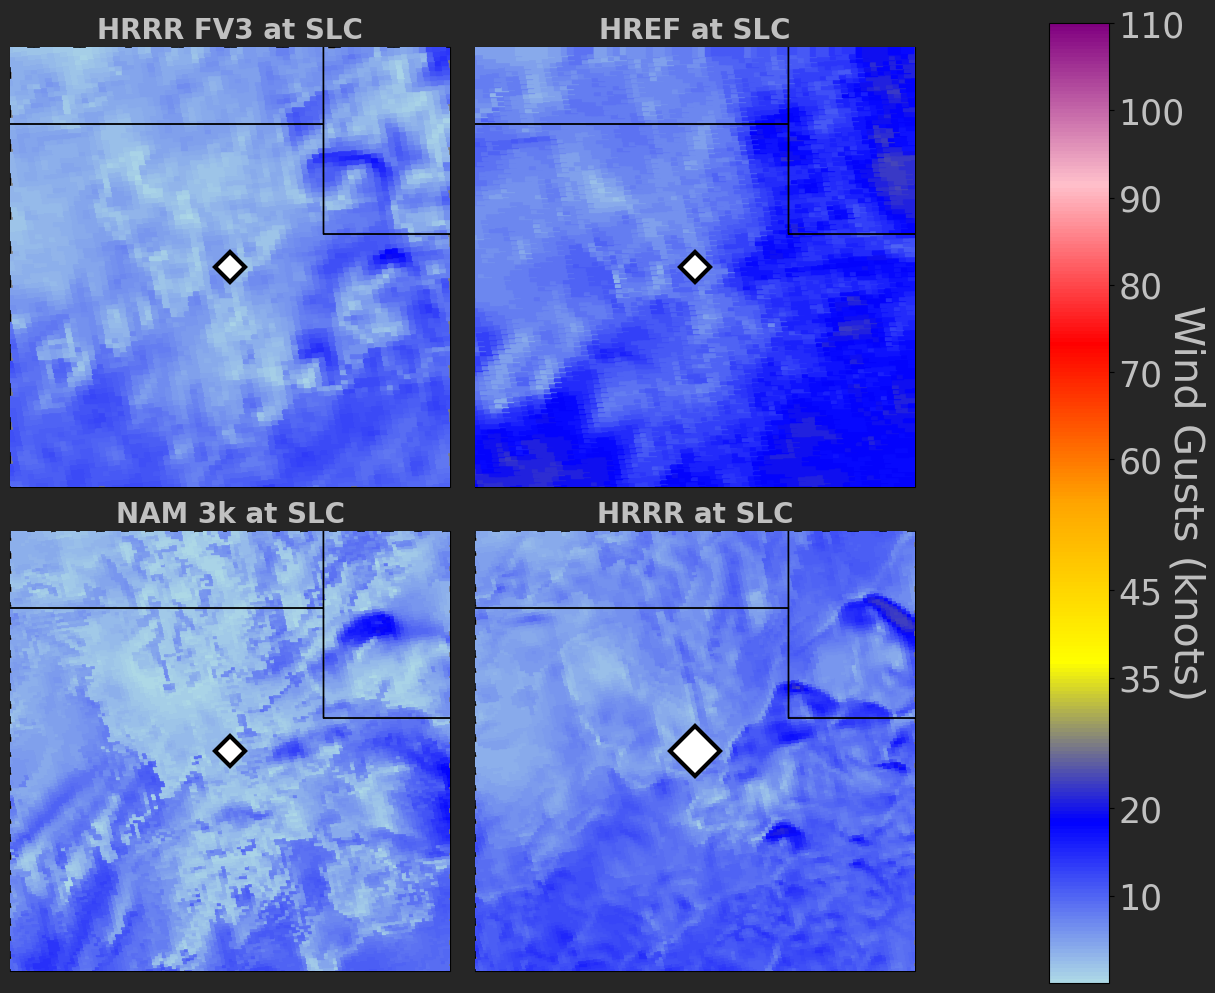 HRRR FV3 at SLC
HREF at SLC
NAM 3k at SLC
HRRR at SLC
110
100
90
80
70
60
45
35
20
10
Wind Gusts (knots)